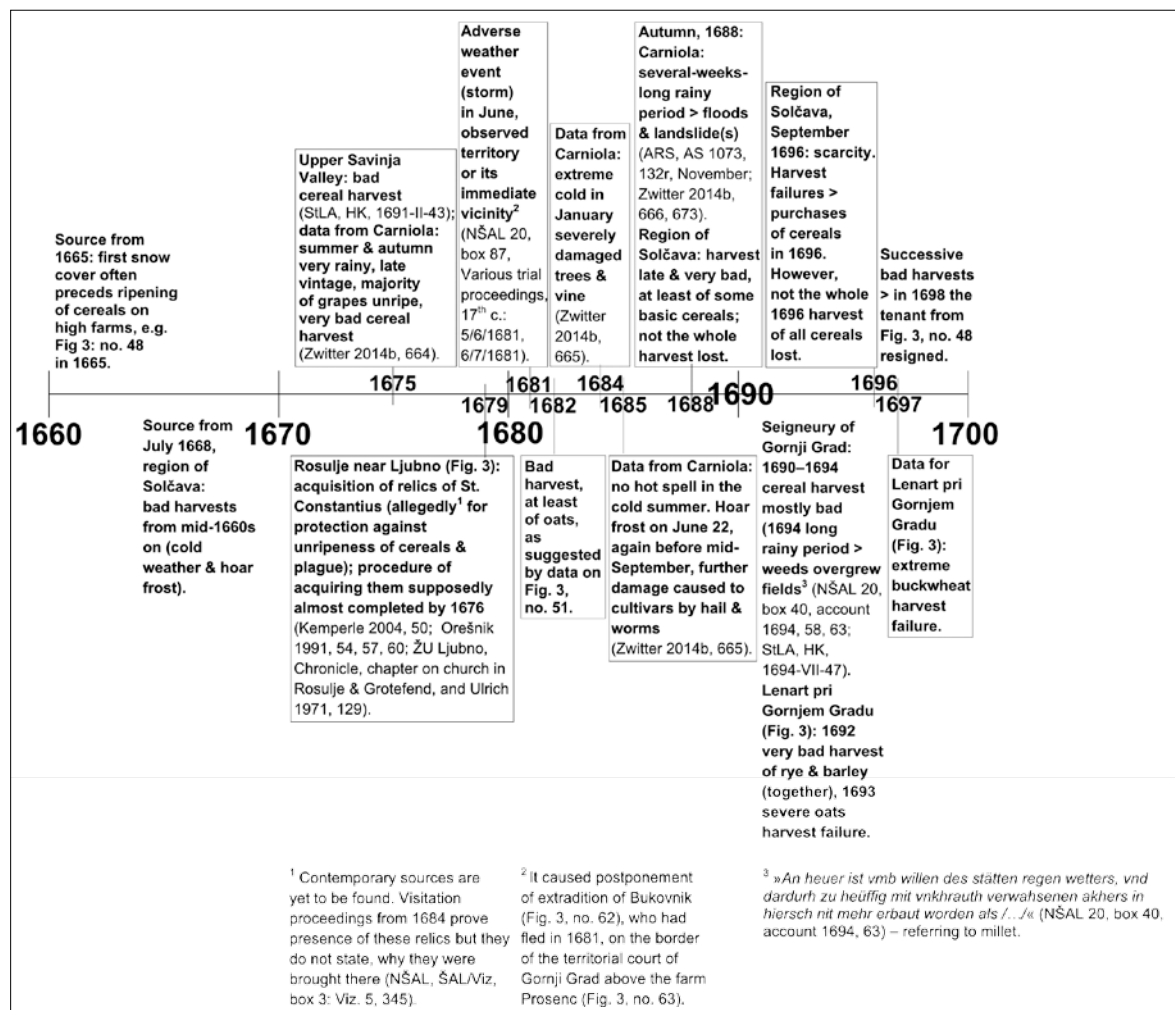 Source from
1665: first snow
cover often
preceds ripening
of cereals on
high farms, e.g.
Fig 3: no. 48
in 1665.
Upper Savinja
Valley: bad
cereal harvest
(StLA, HK, 1691-II-43);
data from Carniola:
summer & autumn
very rainy, late
vintage, majority
of grapes unripe,
very bad cereal
harvest
(Zwitter 2014b, 664).
Adverse
weather
event
(storm)
in June,
observed
territory
or its
immediate
vicinity²
(NŠAL 20,
box 87,
Various trial
proceedings,
17th c.:
5/6/1681,
6/7/1681).
Data from
Carniola:
extreme
cold in
January
severely
damaged
trees &
vine
(Zwitter
2014b,
665).
Autumn, 1688:
Carniola:
several-weeks-
long rainy
period > floods
& landslide(s)
(ARS, AS 1073,
132r, November;
Zwitter 2014b,
666, 673).
Region of
Solčava: harvest
late & very bad,
at least of some
basic cereals;
not the whole
harvest lost.
Region of
Solčava,
September
1696: scarcity.
Harvest
failures >
purchases
of cereals
in 1696.
However,
not the whole
1696 harvest
of all cereals
lost.
Successive
bad harvests
> in 1698 the
tenant from
Fig. 3, no. 48
resigned.
1675 1681 1684 1690 1696
1679 1682 1685 1688 1697
1660 1670 1680 1700
Source from
July 1668,
region of
Solčava:
bad harvests
from mid-1660s
on (cold
weather & hoar
frost).
Rosulje near Ljubno (Fig. 3):
acquisition of relics of St.
Constantius (allegedly¹ for
protection against
unripeness of cereals &
plague); procedure of
acquiring them supposedly
almost completed by 1676
(Kemperle 2004, 50; Orešnik
1991, 54, 57, 60; ŽU Ljubno,
Chronicle, chapter on church in
Rosulje & Grotefend, and Ulrich
1971, 129).
Bad
harvest,
at least
of oats,
as
suggested
by data on
Fig. 3,
no. 51.
Data from Carniola:
no hot spell in the
cold summer. Hoar
frost on June 22,
again before mid-
September, further
damage caused to
cultivars by hail &
worms
(Zwitter 2014b, 665).
Seigneury of
Gornji Grad:
1690–1694
cereal harvest
mostly bad
(1694 long
rainy period >
weeds overgrew
fields³ (NŠAL 20,
box 40, account
1694, 58, 63;
StLA, HK,
1694-VII-47).
Lenart pri
Gornjem Gradu
(Fig. 3): 1692
very bad harvest
of rye & barley
(together), 1693
severe oats
harvest failure.
Data for
Lenart pri
Gornjem
Gradu
(Fig. 3):
extreme
buckwheat
harvest
failure.
¹ Contemporary sources are
yet to be found. Visitation
proceedings from 1684 prove
presence of these relics but they
do not state, why they were
brought there (NŠAL, ŠAL/Viz,
box 3: Viz. 5, 345).
² It caused postponement
of extradition of Bukovnik
(Fig. 3, no. 62), who had
fled in 1681, on the border
of the territorial court of
Gornji Grad above the farm
Prosenc (Fig. 3, no. 63).
³ »An heuer ist vmb willen des stätten regen wetters, vnd
dardurh zu heüffig mit vnkhrauth verwahsenen akhers in
hiersch nit mehr erbaut worden als /.../« (NŠAL 20, box 40,
account 1694, 63) – referring to millet.